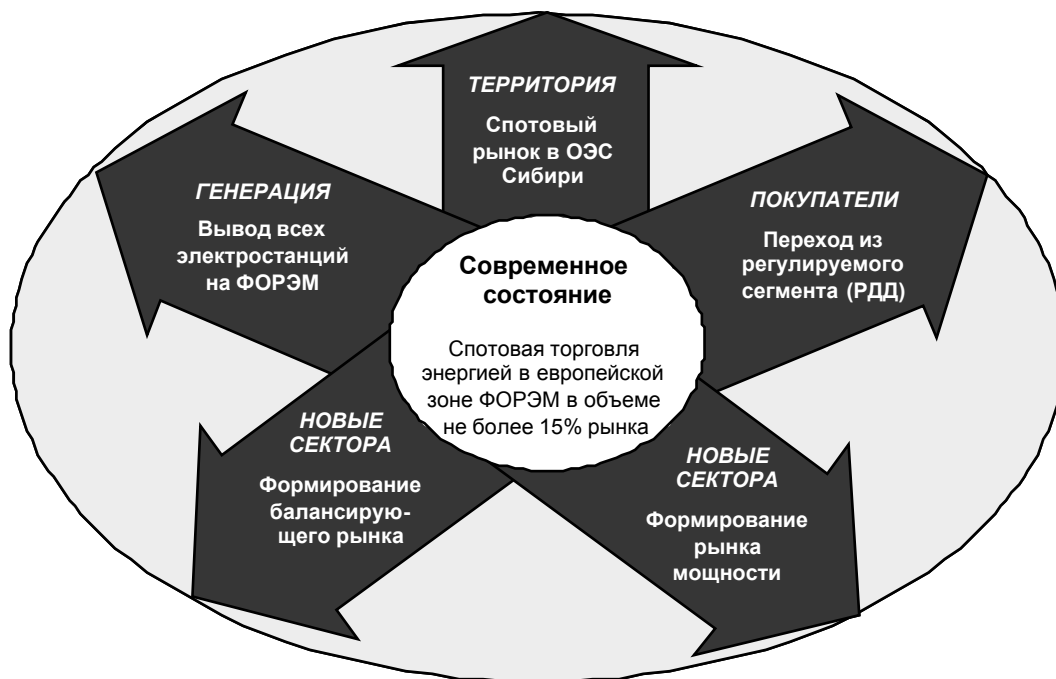 ТЕРРИТОРИЯ
Спотовый
рынок в ОЭС
Сибири
ГЕНЕРАЦИЯ
Вывод всех
электростанций
на ФОРЭМ
ПОКУПАТЕЛИ
Переход из
регулируемого
сегмента (РДД)
Современное
состояние
Спотовая торговля
энергией в европейской
зоне ФОРЭМ в объеме
не более 15% рынка
НОВЫЕ
СЕКТОРА
Формирование
балансирую-
щего рынка
НОВЫЕ
СЕКТОРА
Формирование
рынка
мощности